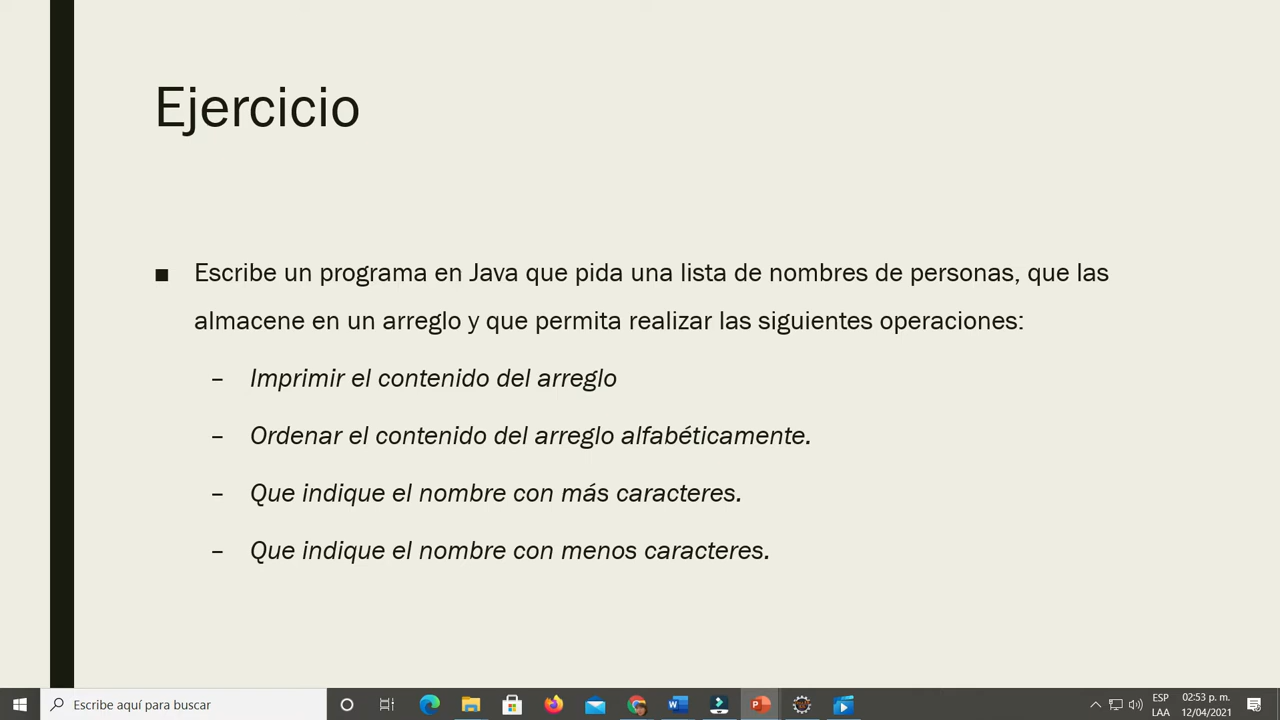 Ejercicio
■ Escribe un programa en Java que pida una lista de nombres de personas, que las
almacene en un arreglo y que permita realizar las siguientes operaciones:
– Imprimir el contenido del arreglo
– Ordenar el contenido del arreglo alfabéticamente.
– Que indique el nombre con más caracteres.
– Que indique el nombre con menos caracteres.
Escribe aquí para buscar
ESP
LAA
02:53 p. m.
12/04/2021